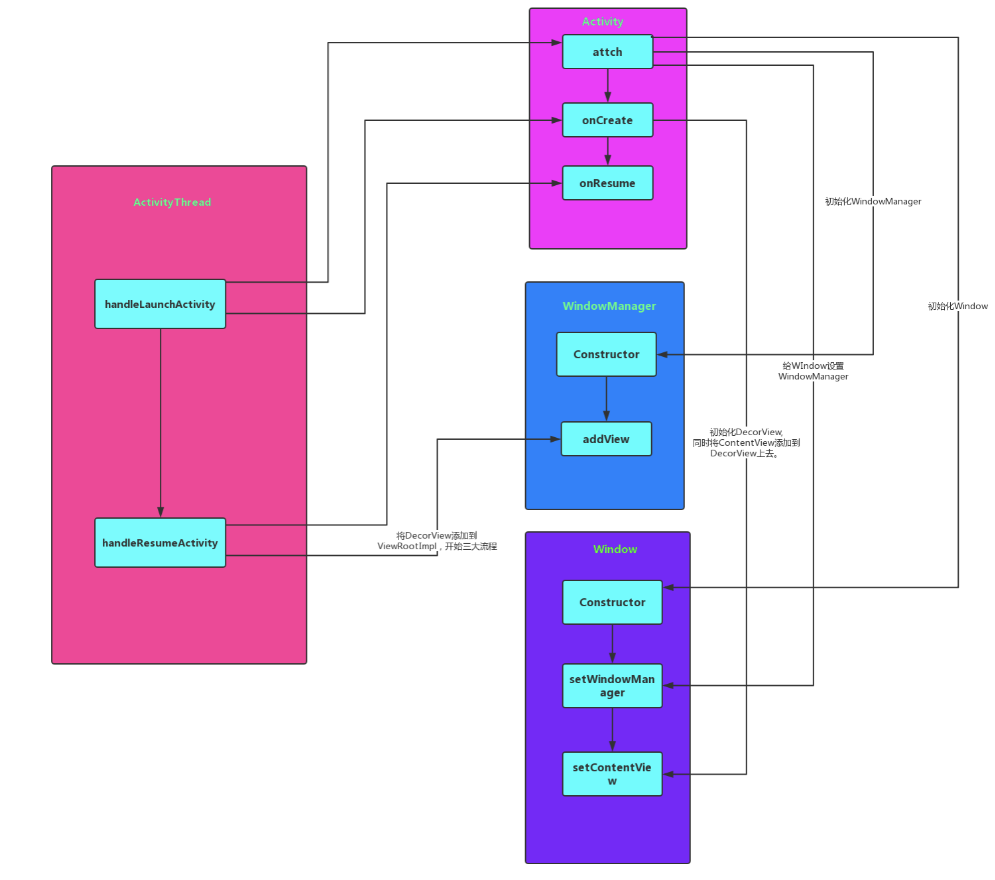 Activity
attch
onCreate
onResume
ActivityThread
handleLaunchActivity
handleResumeActivity
初始化WindowManager
初始化Window
WindowManager
Constructor
addView
给WIndow设置
WindowManager
初始化DecorView,
同时将ContentView添加到
DecorView上去。
将DecorView添加到
ViewRootImpl，开始三大流程
Window
Constructor
setWindowMan
ager
setContentVie
w